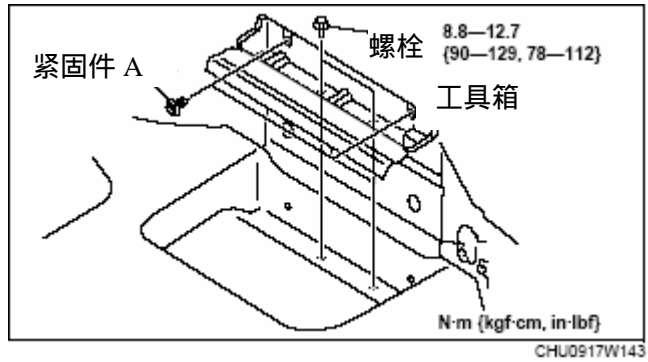 螺栓
8.8—12.7
{90—129, 78—112}
紧固件 A
工具箱
N·m {kgf·cm, in·lbf}
CHU0917W143